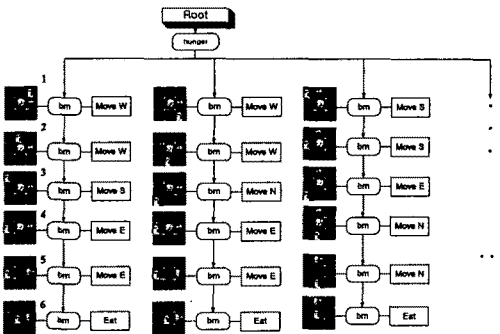 Root
hunger
1
bm Move W bm Move W bm Move S
2
bm Move W bm Move W bm Move S
3
bm Move S bm Move N bm Move E
4
bm Move E bm Move E bm Move N
5
bm Move E bm Move E bm Move N
6
bm Eat bm Eat bm Eat